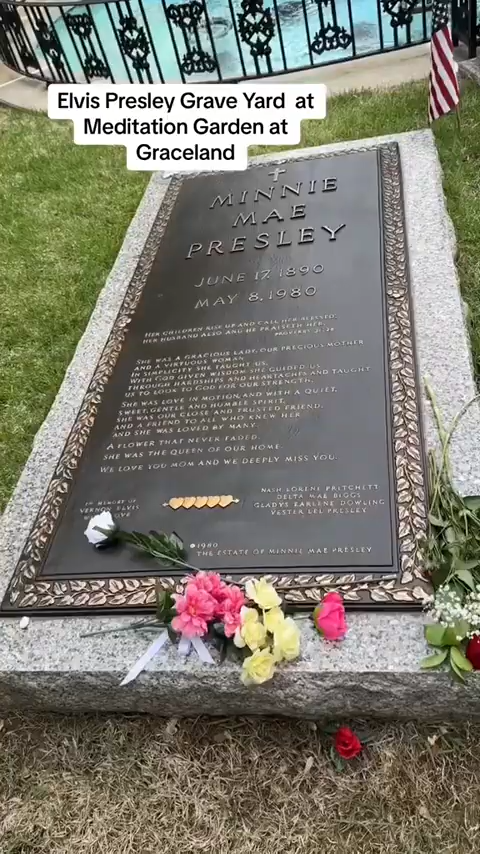 Elvis Presley Grave Yard at
Meditation Garden at
Graceland
MINNIE
MAE
PRESLEY
JUNE 17, 1890
MAY 8, 1980
HER CHILDREN RISE UP AND CALL HER BLESSED,
HER HUSBAND ALSO AND HE PRAISETH HER.
PROVERBS 31:28
SHE WAS A GRACIOUS LADY, OUR PRECIOUS MOTHER
AND A VIRTUOUS WOMAN.
IN SIMPLICITY SHE TAUGHT US,
WITH GOD GIVEN WISDOM SHE GUIDED US
THROUGH HARDSHIPS AND HEARTACHES AND TAUGHT
US TO LOOK TO GOD FOR OUR STRENGTH.
SHE WAS LOVE IN MOTION, AND WITH A QUIET,
SWEET, GENTLE AND HUMBLE SPIRIT,
SHE WAS OUR CLOSE AND TRUSTED FRIEND,
AND A FRIEND TO ALL WHO KNEW HER
AND SHE WAS LOVED BY MANY.
A FLOWER THAT NEVER FADED.
SHE WAS THE QUEEN OF OUR HOME.
WE LOVE YOU MOM AND WE DEEPLY MISS YOU.
IN MEMORY OF
VERNON ELVIS
NASH LORENE PRITCHETT
DELTA MAE BIGGS
GLADYS EARLENE DOWLING
VESTER LEE PRESLEY
©1980
THE ESTATE OF MINNIE MAE PRESLEY